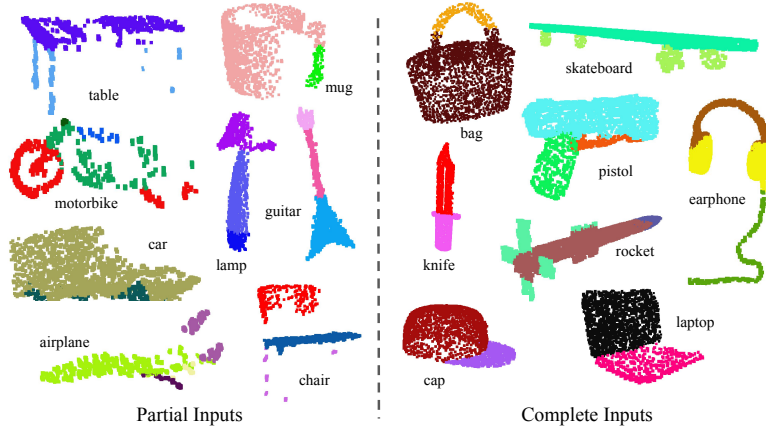 table
mug
motorbike
guitar
lamp
car
airplane
chair
Partial Inputs
skateboard
bag
pistol
earphone
knife
rocket
laptop
cap
Complete Inputs